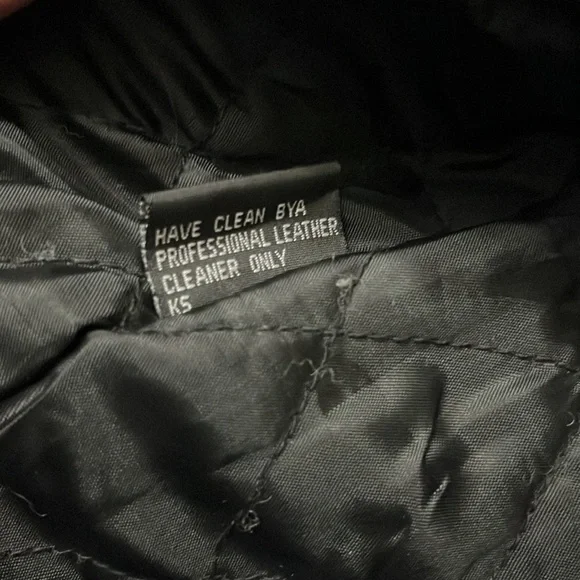 HAVE CLEAN BYA
PROFESSIONAL LEATHER
CLEANER ONLY
K5